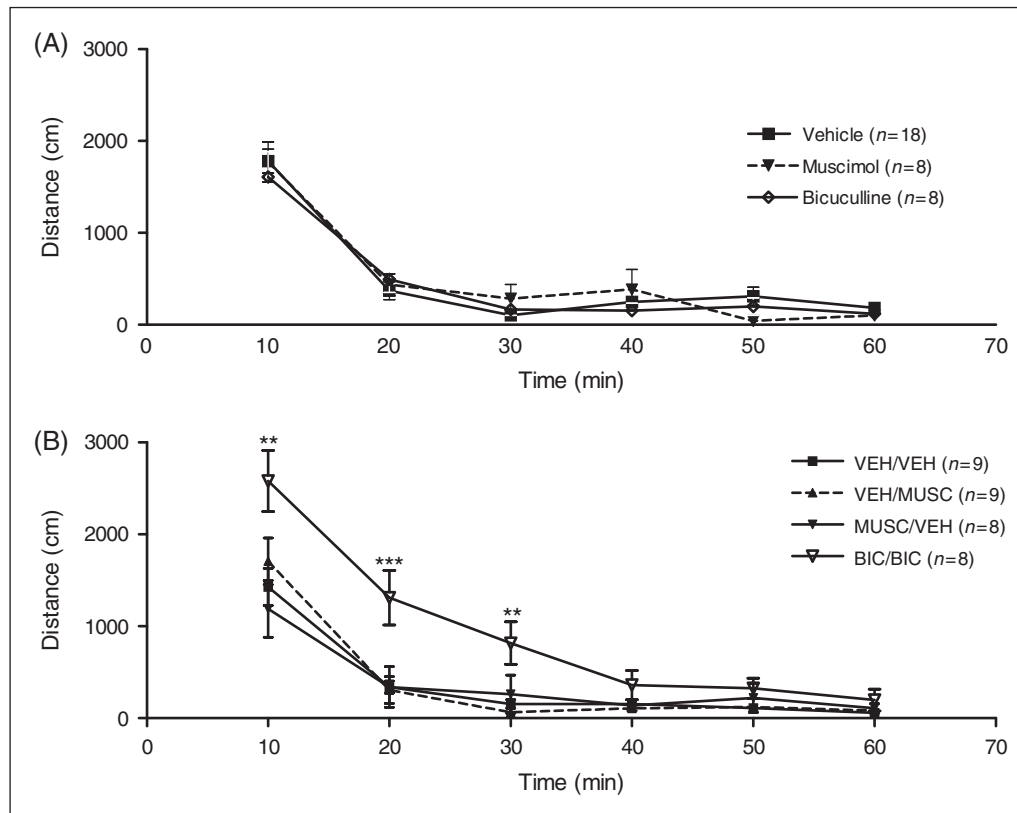 (A)
3000
2000
1000
0
Distance (cm)
Vehicle (n=18)
Muscimol (n=8)
Bicuculline (n=8)
0 10 20 30 40 50 60 70
Time (min)
(B)
3000
2000
1000
0
Distance (cm)
**
***
**
VEH/VEH (n=9)
VEH/MUSC (n=9)
MUSC/VEH (n=8)
BIC/BIC (n=8)
0 10 20 30 40 50 60 70
Time (min)